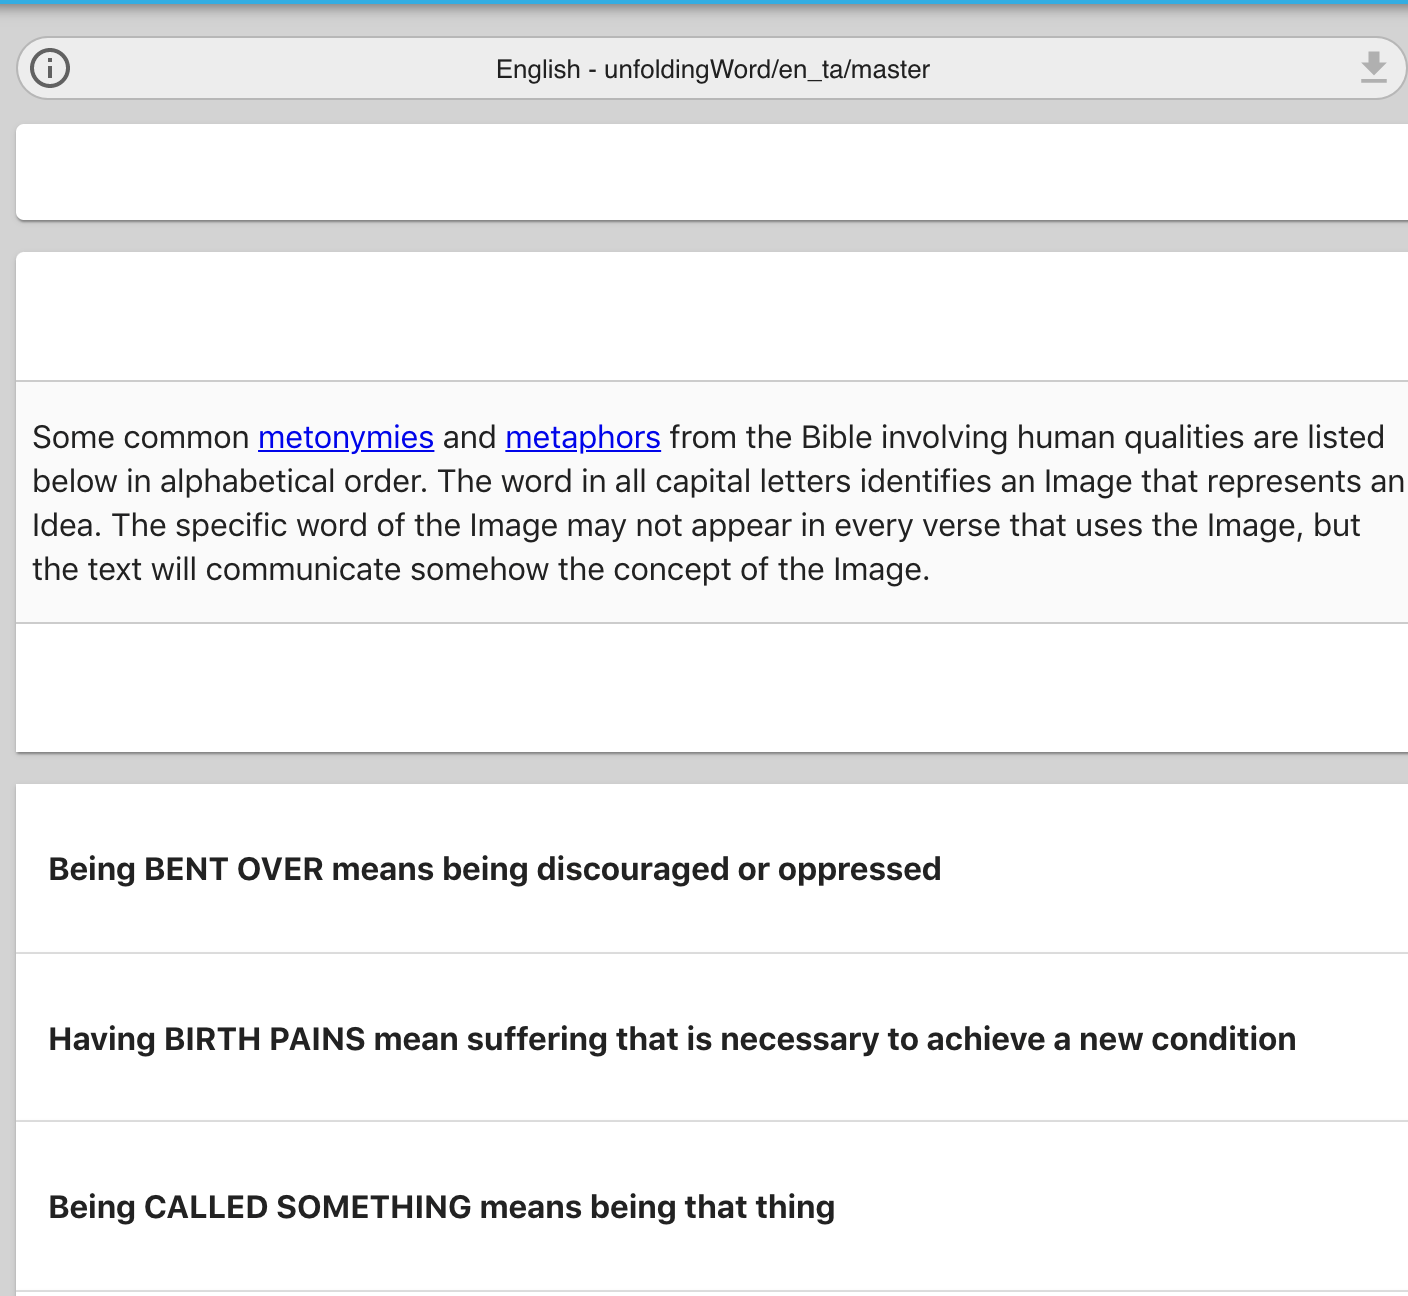 English - unfoldingWord/en_ta/master
Some common metonymies and metaphors from the Bible involving human qualities are listed
below in alphabetical order. The word in all capital letters identifies an Image that represents an
Idea. The specific word of the Image may not appear in every verse that uses the Image, but
the text will communicate somehow the concept of the Image.
Being BENT OVER means being discouraged or oppressed
Having BIRTH PAINS mean suffering that is necessary to achieve a new condition
Being CALLED SOMETHING means being that thing